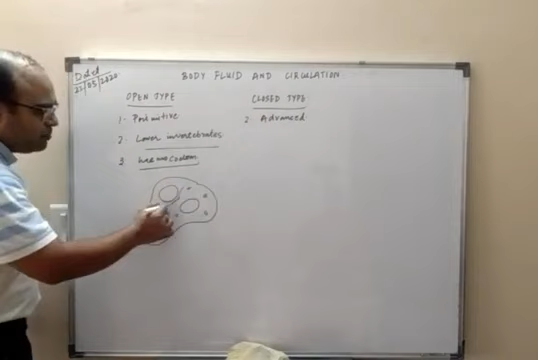 Dated
22/05/2020
BODY FLUID AND CIRCULATION
OPEN TYPE
1. Primitive
2. Lower invertebrates
3 haemocoelom
CLOSED TYPE
2. Advanced